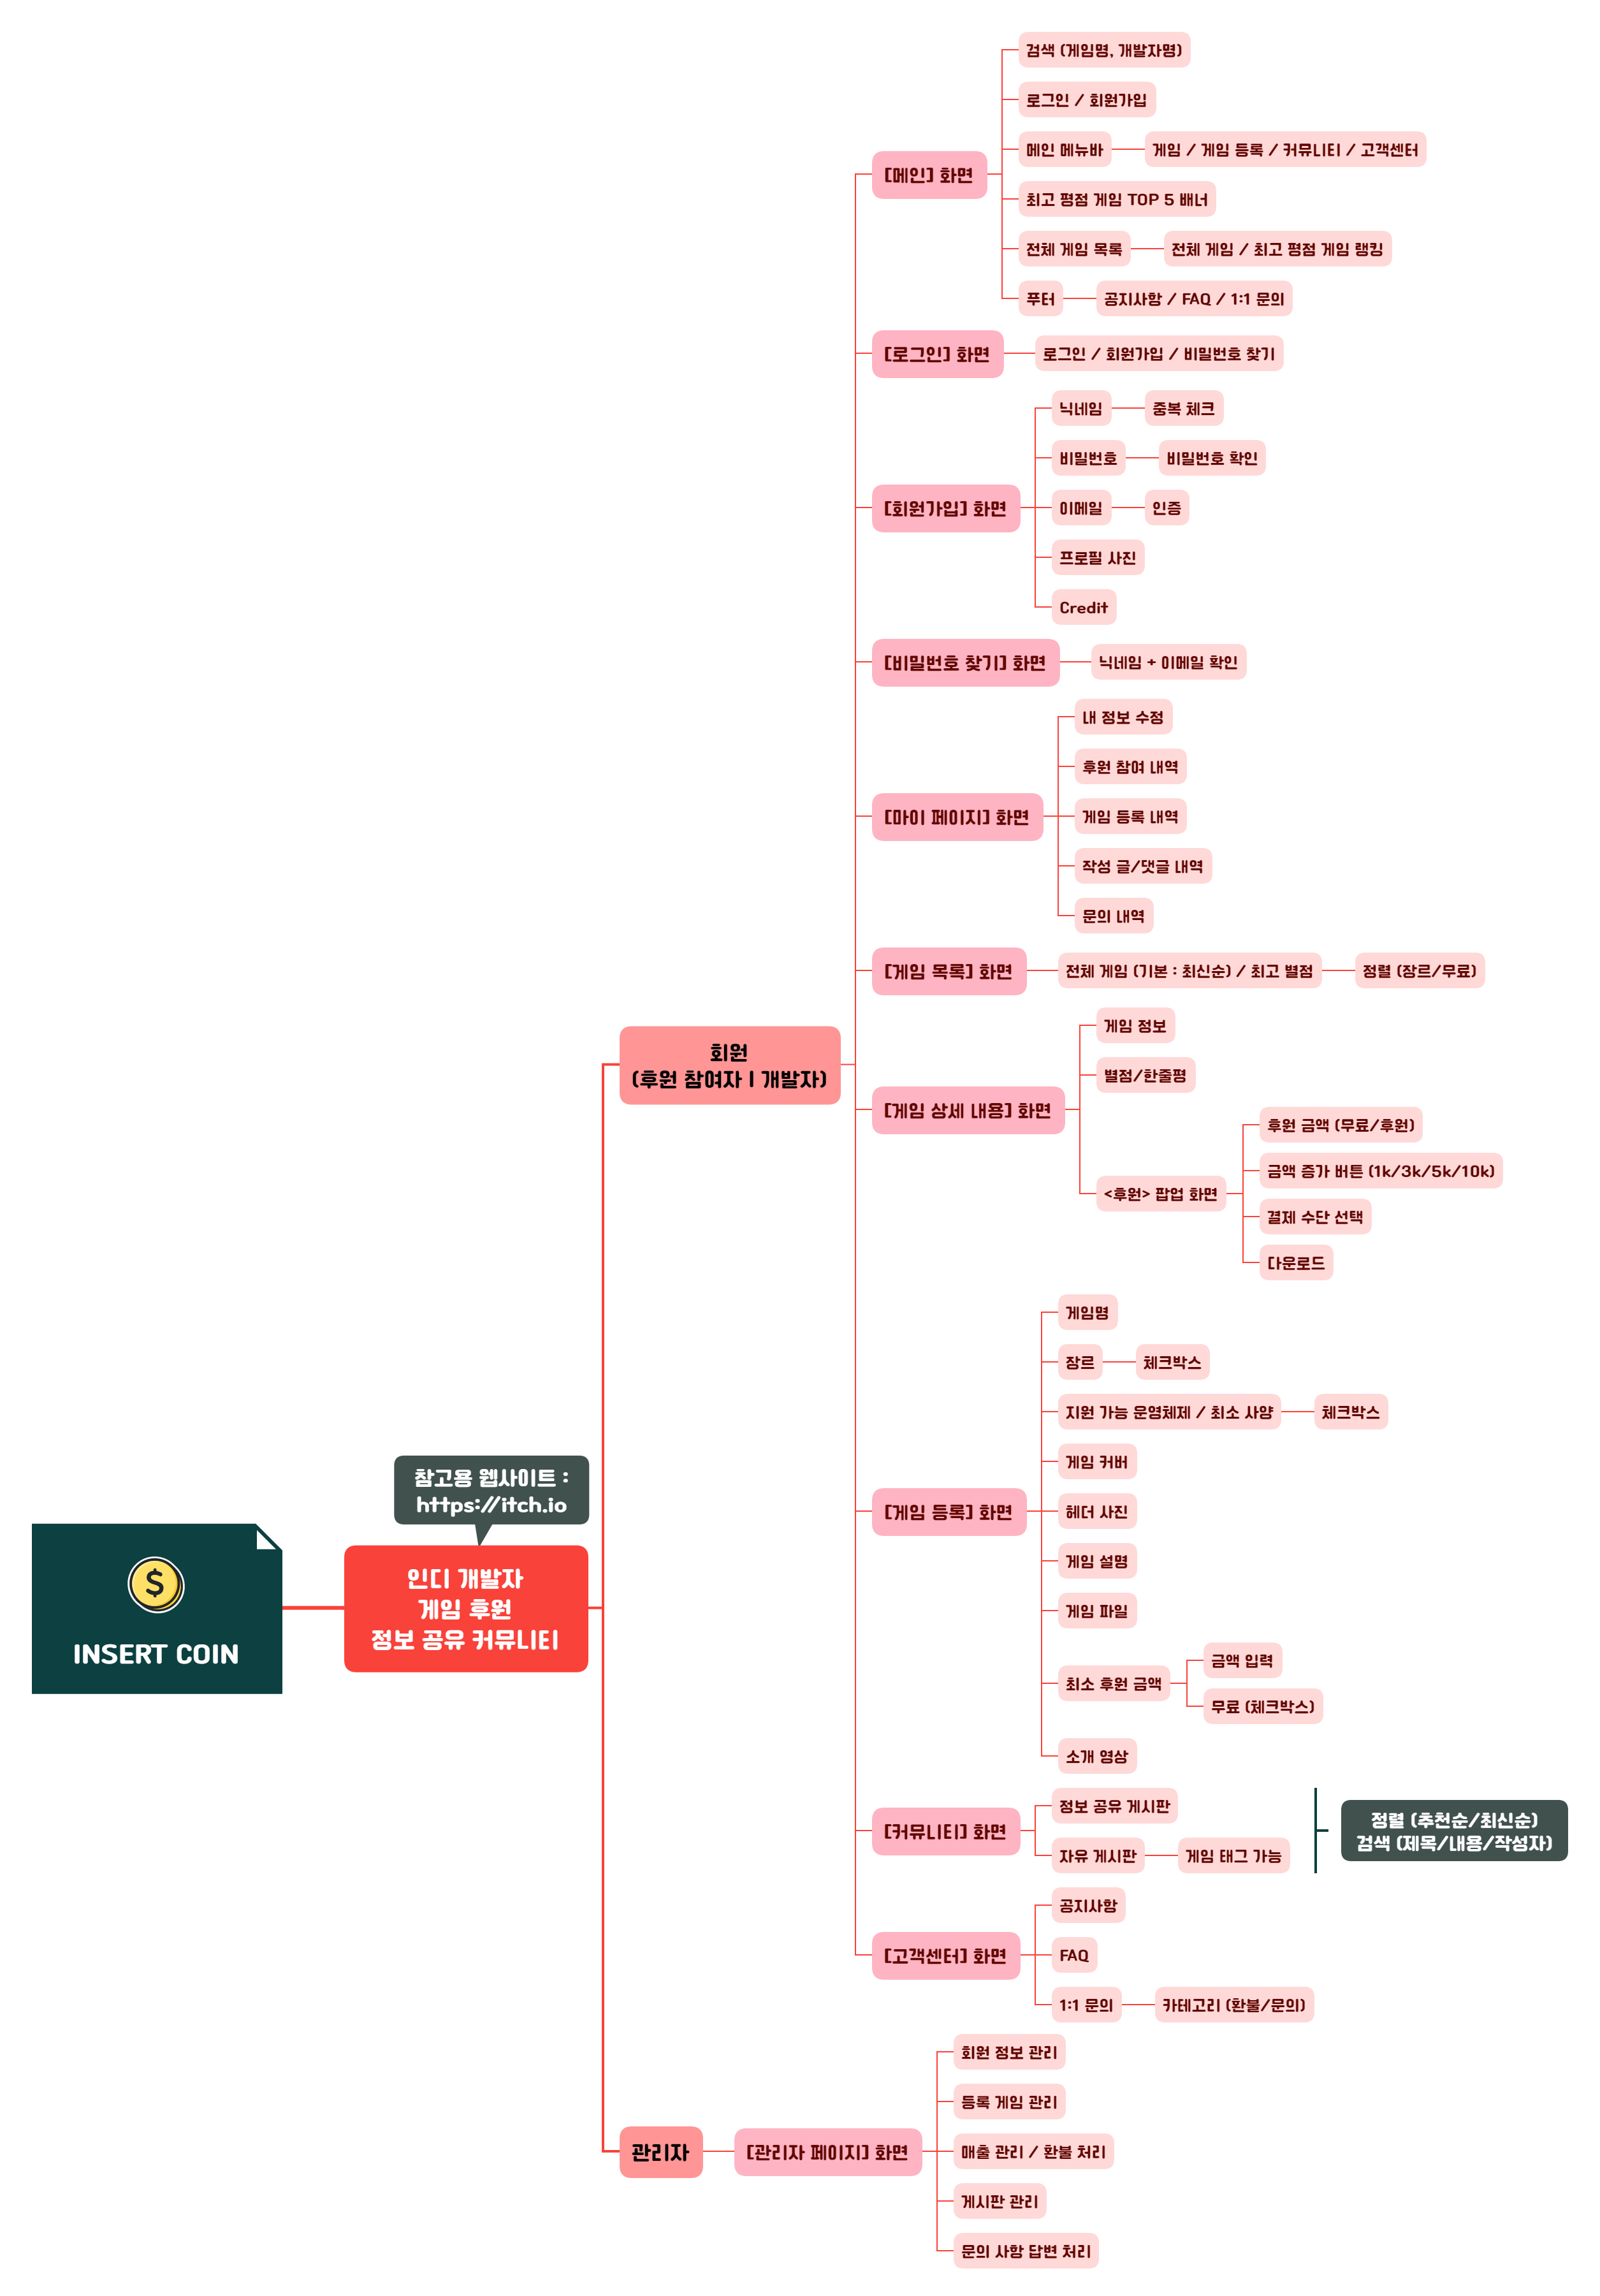 INSERT COIN
참고용 웹사이트 :
https://itch.io
인디 개발자
게임 후원
정보 공유 커뮤니티
회원
(후원 참여자 | 개발자)
[메인] 화면
검색 (게임명, 개발자명)
로그인 / 회원가입
메인 메뉴바
게임 / 게임 등록 / 커뮤니티 / 고객센터
최고 평점 게임 TOP 5 배너
전체 게임 목록
전체 게임 / 최고 평점 게임 랭킹
푸터
공지사항 / FAQ / 1:1 문의
[로그인] 화면
로그인 / 회원가입 / 비밀번호 찾기
[회원가입] 화면
닉네임
중복 체크
비밀번호
비밀번호 확인
이메일
인증
프로필 사진
Credit
[비밀번호 찾기] 화면
닉네임 + 이메일 확인
[마이 페이지] 화면
내 정보 수정
후원 참여 내역
게임 등록 내역
작성 글/댓글 내역
문의 내역
[게임 목록] 화면
전체 게임 (기본 : 최신순) / 최고 별점
정렬 (장르/무료)
[게임 상세 내용] 화면
게임 정보
별점/한줄평
<후원> 팝업 화면
후원 금액 (무료/후원)
금액 증가 버튼 (1k/3k/5k/10k)
결제 수단 선택
다운로드
[게임 등록] 화면
게임명
장르
체크박스
지원 가능 운영체제 / 최소 사양
체크박스
게임 커버
헤더 사진
게임 설명
게임 파일
최소 후원 금액
금액 입력
무료 (체크박스)
소개 영상
[커뮤니티] 화면
정보 공유 게시판
자유 게시판
게임 태그 가능
정렬 (추천순/최신순)
검색 (제목/내용/작성자)
[고객센터] 화면
공지사항
FAQ
1:1 문의
카테고리 (환불/문의)
관리자
[관리자 페이지] 화면
회원 정보 관리
등록 게임 관리
매출 관리 / 환불 처리
게시판 관리
문의 사항 답변 처리